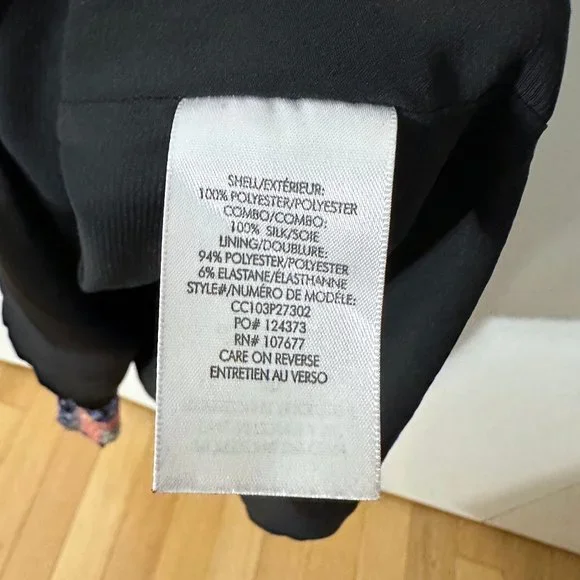 SHELL/EXTÉRIEUR:
100% POLYESTER/POLYESTER
COMBO/COMBO:
100% SILK/SOIE
LINING/DOUBLURE:
94% POLYESTER/POLYESTER
6% ELASTANE/ÉLASTHANNE
STYLE#/NUMÉRO DE MODÈLE:
CC103P27302
PO# 124373
RN# 107677
CARE ON REVERSE
ENTRETIEN AU VERSO